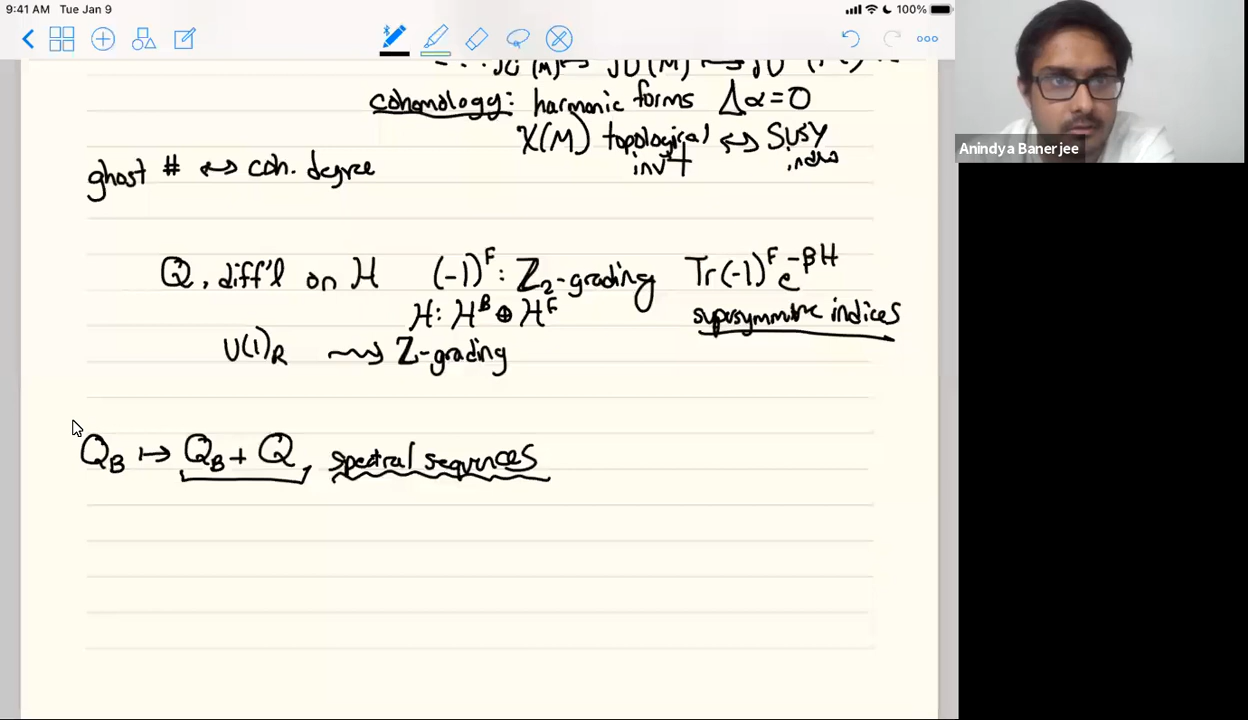 9:41 AM Tue Jan 9
100%
Anindya Banerjee
cohomology: harmonic forms Δα=0
χ(M) topological inv't ↔ SUSY index
ghost # ↔ coh. degree
Q, diff'l on H (-1)^F: Z₂-grading Tr(-1)^F e^{-βH}
H: H^B ⊕ H^F supersymmetric indices
U(1)_R ⇝ Z-grading
Q_B ↦ Q_B + Q, spectral sequences